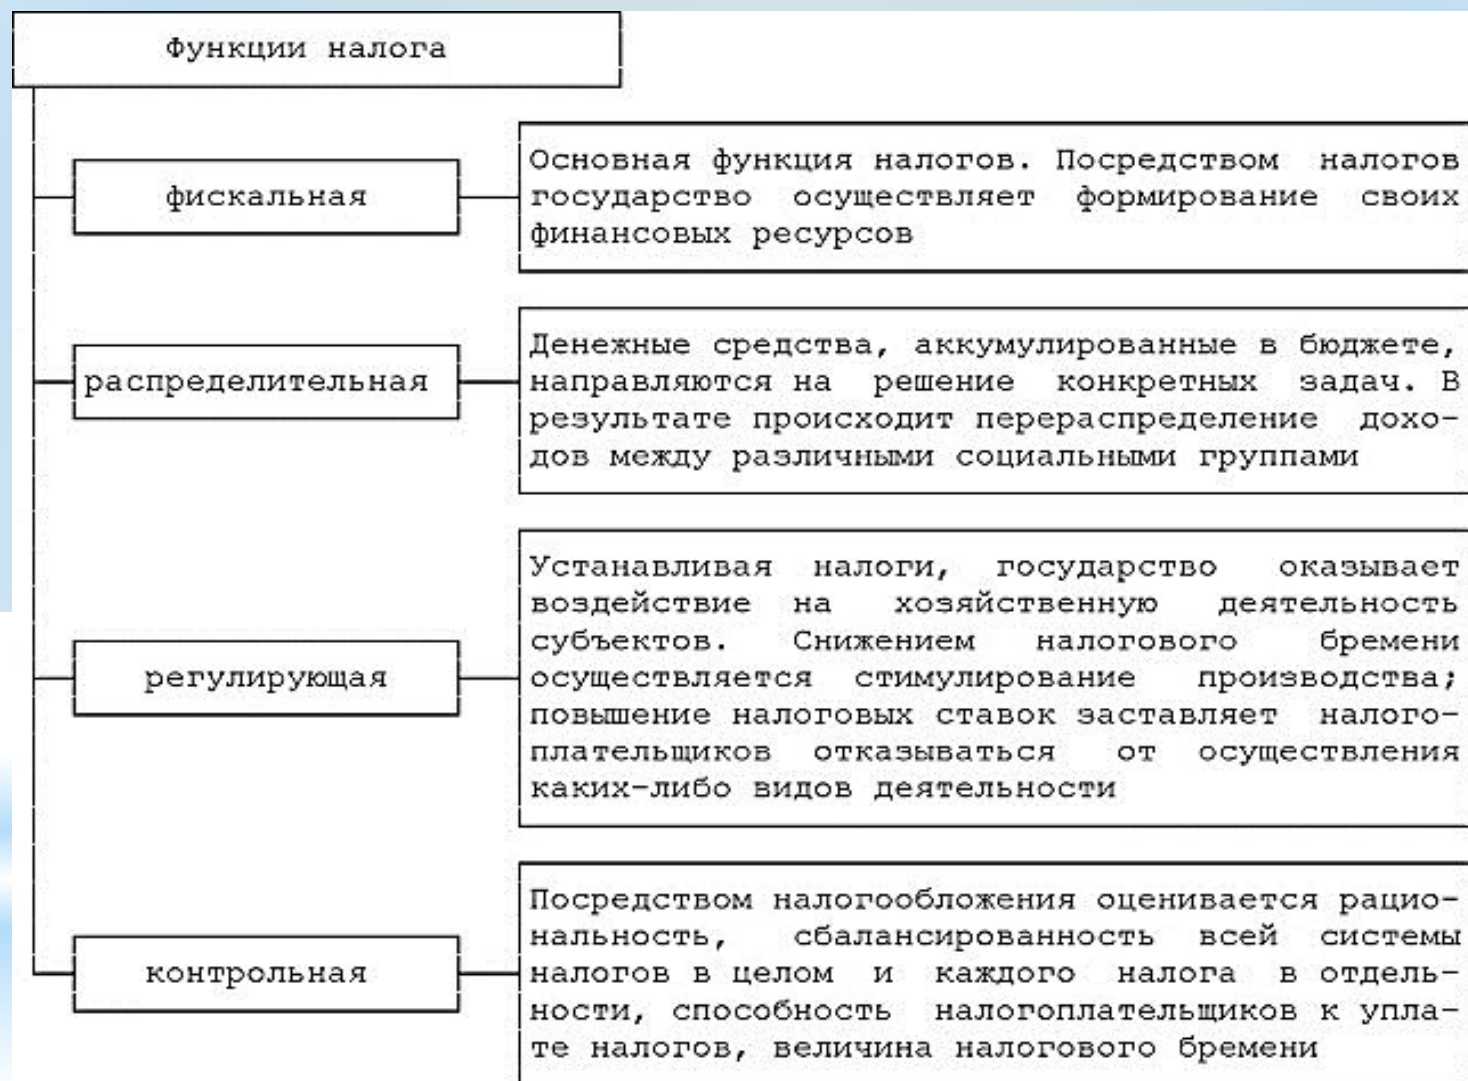 Функции налога
фискальная
Основная функция налогов. Посредством налогов
государство осуществляет формирование своих
финансовых ресурсов
распределительная
Денежные средства, аккумулированные в бюджете,
направляются на решение конкретных задач. В
результате происходит перераспределение дохо-
дов между различными социальными группами
регулирующая
Устанавливая налоги, государство оказывает
воздействие на хозяйственную деятельность
субъектов. Снижением налогового бремени
осуществляется стимулирование производства;
повышение налоговых ставок заставляет налого-
плательщиков отказываться от осуществления
каких-либо видов деятельности
контрольная
Посредством налогообложения оценивается рацио-
нальность, сбалансированность всей системы
налогов в целом и каждого налога в отдель-
ности, способность налогоплательщиков к упла-
те налогов, величина налогового бремени